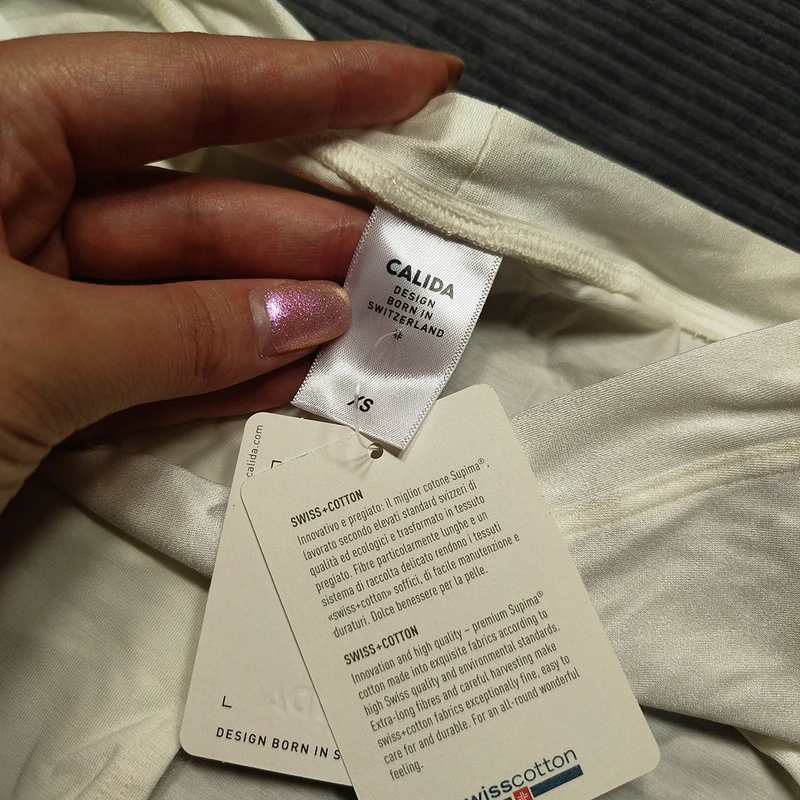 CALIDA
DESIGN
BORN IN
SWITZERLAND
XS
calida.com
SWISS+COTTON
Innovativo e pregiato: il miglior cotone Supima®,
lavorato secondo elevati standard svizzeri di
qualità ed ecologici e trasformato in tessuto
pregiato. Fibre particolarmente lunghe e un
sistema di raccolta delicato rendono i tessuti
«swiss+cotton» soffici, di facile manutenzione e
duraturi. Dolce benessere per la pelle.
SWISS+COTTON
Innovation and high quality – premium Supima®
cotton made into exquisite fabrics according to
high Swiss quality and environmental standards.
Extra-long fibres and careful harvesting make
swiss+cotton fabrics exceptionally fine, easy to
care for and durable. For an all-round wonderful
feeling.
swisscotton
DESIGN BORN IN S